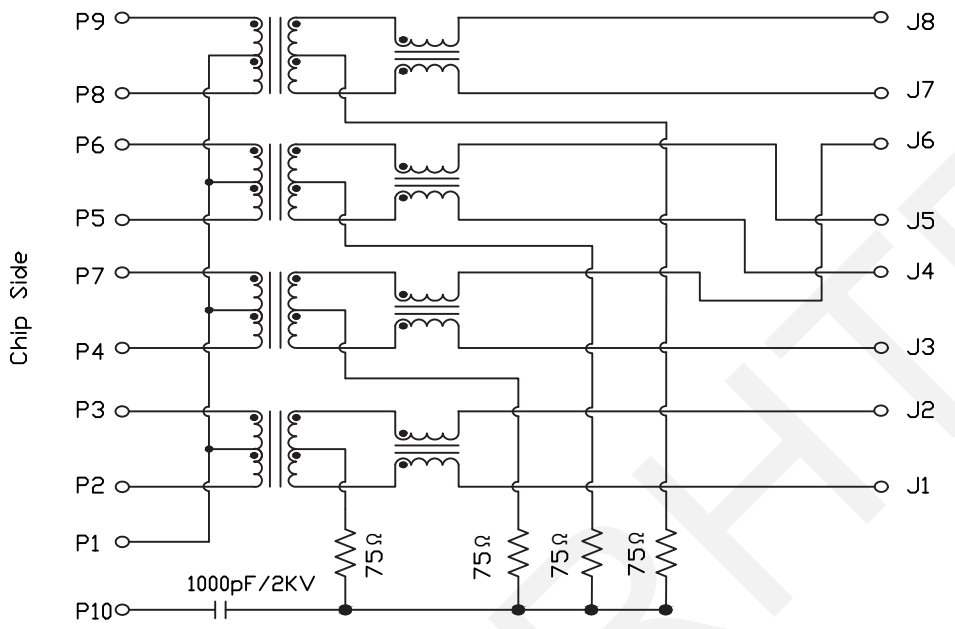 P9 J8
P8 J7
P6 J6
P5 J5
P7 J4
P4 J3
P3 J2
P2 J1
P1
P10
Chip Side
75Ω
75Ω
75Ω
75Ω
1000pF/2KV